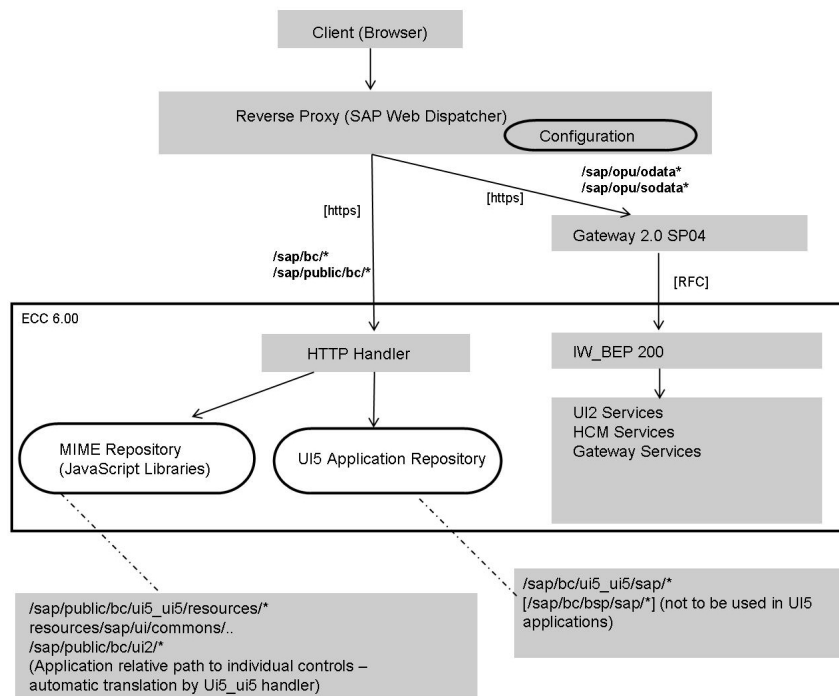 Client (Browser)
Reverse Proxy (SAP Web Dispatcher)
Configuration
/sap/opu/odata*
/sap/opu/sodata*
[https]
[https]
Gateway 2.0 SP04
/sap/bc/*
/sap/public/bc/*
[RFC]
ECC 6.00
HTTP Handler
IW_BEP 200
MIME Repository
(JavaScript Libraries)
UI5 Application Repository
UI2 Services
HCM Services
Gateway Services
/sap/public/bc/ui5_ui5/resources/*
resources/sap/ui/commons/..
/sap/public/bc/ui2/*
(Application relative path to individual controls –
automatic translation by Ui5_ui5 handler)
/sap/bc/ui5_ui5/sap/*
[/sap/bc/bsp/sap/*] (not to be used in UI5
applications)